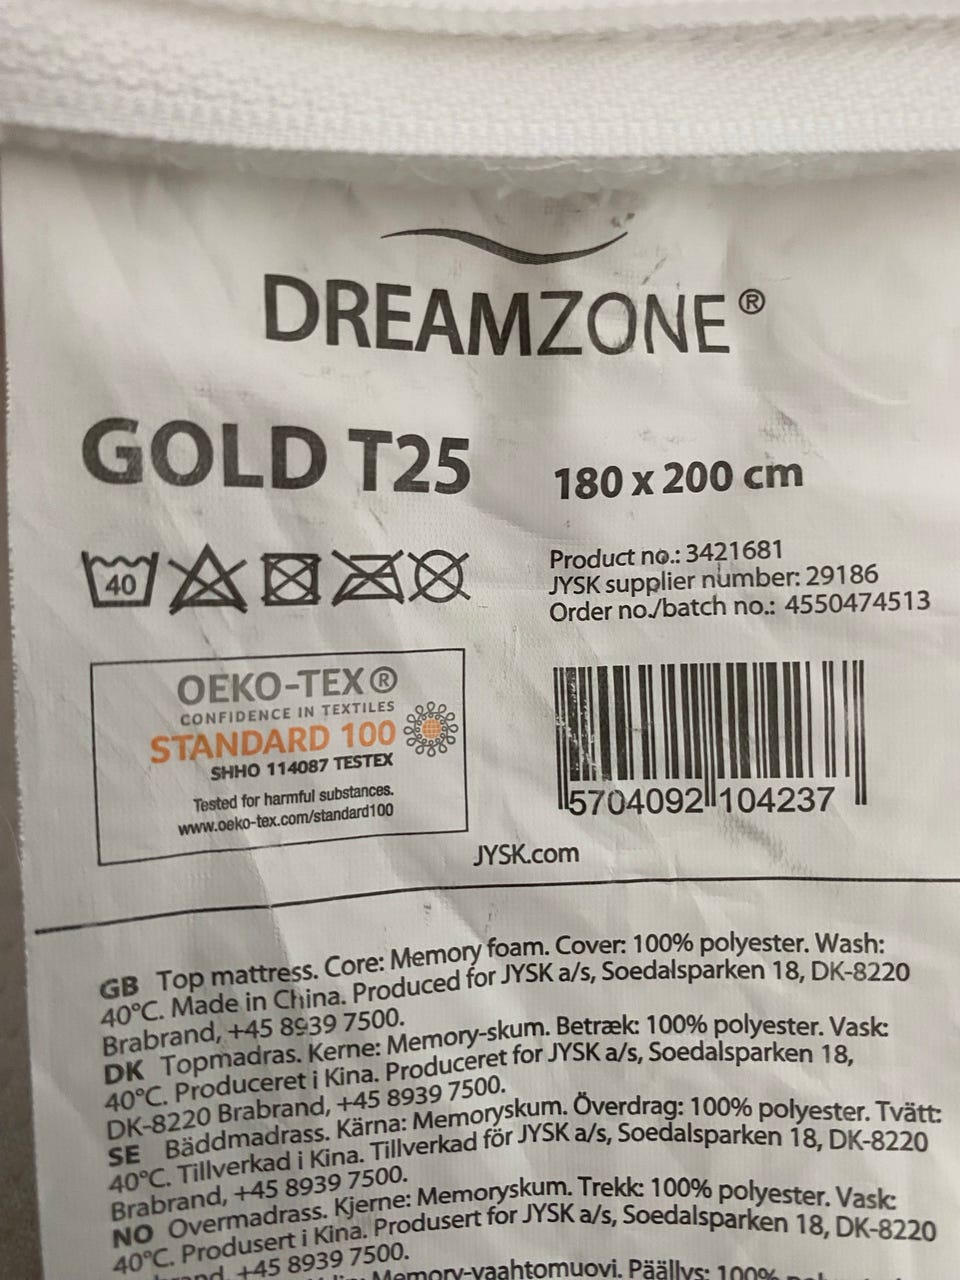 DREAMZONE®
GOLD T25
180 x 200 cm
40
Product no.: 3421681
JYSK supplier number: 29186
Order no./batch no.: 4550474513
OEKO-TEX®
CONFIDENCE IN TEXTILES
STANDARD 100
SHHO 114087 TESTEX
Tested for harmful substances.
www.oeko-tex.com/standard100
5704092104237
JYSK.com
GB Top mattress. Core: Memory foam. Cover: 100% polyester. Wash:
40°C. Made in China. Produced for JYSK a/s, Soedalsparken 18, DK-8220
Brabrand, +45 8939 7500.
DK Topmadras. Kerne: Memory-skum. Betræk: 100% polyester. Vask:
40°C. Produceret i Kina. Produceret for JYSK a/s, Soedalsparken 18,
DK-8220 Brabrand, +45 8939 7500.
SE Bäddmadrass. Kärna: Memoryskum. Överdrag: 100% polyester. Tvätt:
40°C. Tillverkad i Kina. Tillverkad för JYSK a/s, Soedalsparken 18, DK-8220
Brabrand, +45 8939 7500.
NO Overmadrass. Kjerne: Memoryskum. Trekk: 100% polyester. Vask:
40°C. Produsert i Kina. Produsert for JYSK a/s, Soedalsparken 18, DK-8220
+45 8939 7500.
Memory-vaahtomuovi. Päällys: 100%